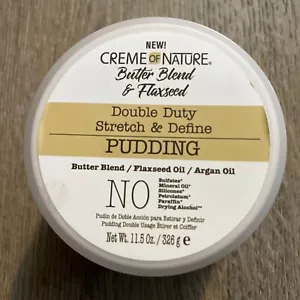 NEW!
CREME OF NATURE®
Butter Blend
& Flaxseed
Double Duty
Stretch & Define
PUDDING
Butter Blend / Flaxseed Oil / Argan Oil
NO
Sulfates*
Mineral Oil*
Silicones*
Petrolatum*
Paraffin*
Drying Alcohol*
Pudin de Doble Acción para Estirar y Definir
Pudding Double Usage Étirer et Coiffer
Net Wt. 11.5 Oz. / 326 g e